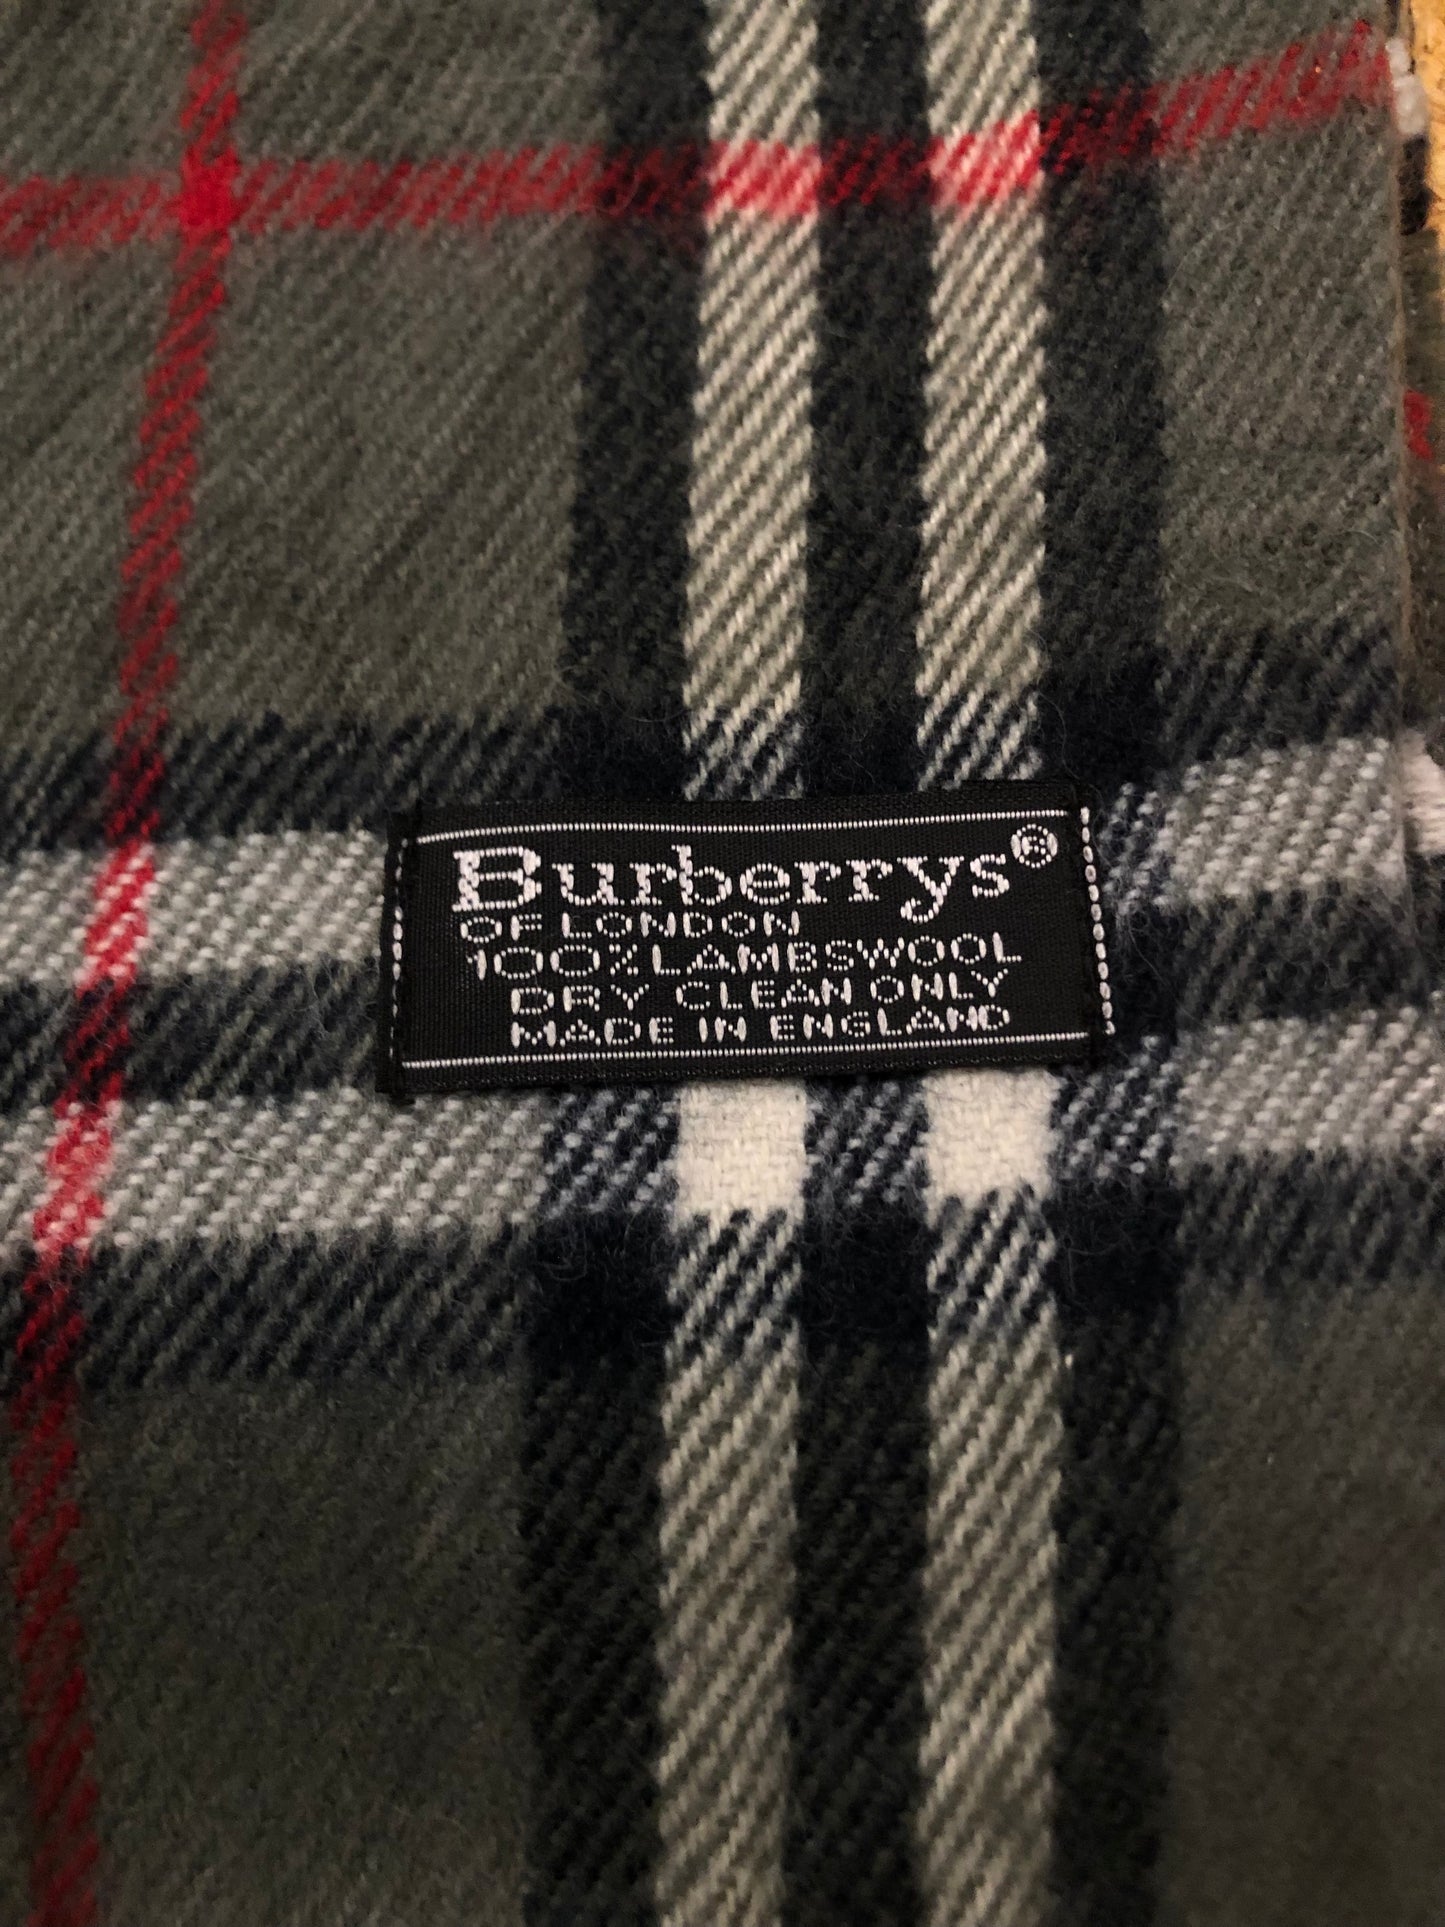 Burberrys®
OF LONDON
100% LAMBSWOOL
DRY CLEAN ONLY
MADE IN ENGLAND